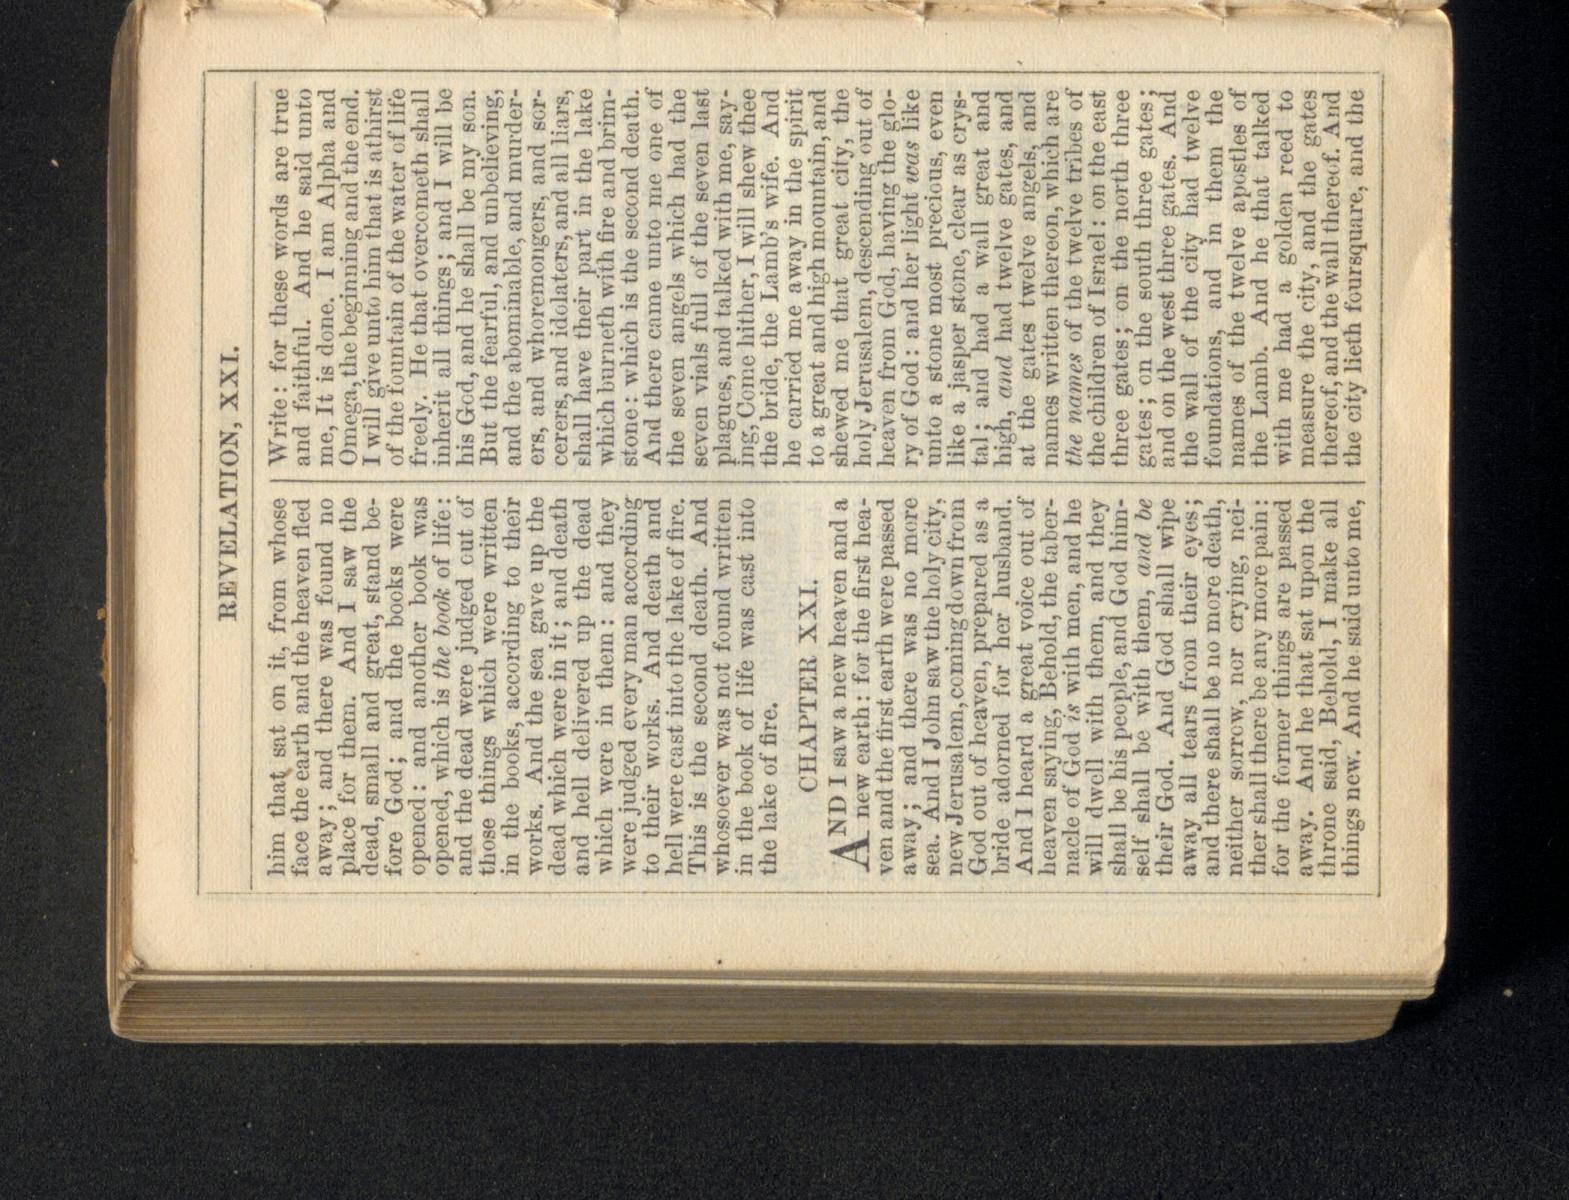 REVELATION, XXI.
him that sat on it, from whose
face the earth and the heaven fled
away; and there was found no
place for them. And I saw the
dead, small and great, stand be-
fore God; and the books were
opened: and another book was
opened, which is the book of life:
and the dead were judged out of
those things which were written
in the books, according to their
works. And the sea gave up the
dead which were in it; and death
and hell delivered up the dead
which were in them: and they
were judged every man according
to their works. And death and
hell were cast into the lake of fire.
This is the second death. And
whosoever was not found written
in the book of life was cast into
the lake of fire.
CHAPTER XXI.
AND I saw a new heaven and a
new earth: for the first hea-
ven and the first earth were passed
away; and there was no more
sea. And I John saw the holy city,
new Jerusalem, coming down from
God out of heaven, prepared as a
bride adorned for her husband.
And I heard a great voice out of
heaven saying, Behold, the taber-
nacle of God is with men, and he
will dwell with them, and they
shall be his people, and God him-
self shall be with them, and be
their God. And God shall wipe
away all tears from their eyes;
and there shall be no more death,
neither sorrow, nor crying, nei-
ther shall there be any more pain:
for the former things are passed
away. And he that sat upon the
throne said, Behold, I make all
things new. And he said unto me,
Write: for these words are true
and faithful. And he said unto
me, It is done. I am Alpha and
Omega, the beginning and the end.
I will give unto him that is athirst
of the fountain of the water of life
freely. He that overcometh shall
inherit all things; and I will be
his God, and he shall be my son.
But the fearful, and unbelieving,
and the abominable, and murder-
ers, and whoremongers, and sor-
cerers, and idolaters, and all liars,
shall have their part in the lake
which burneth with fire and brim-
stone: which is the second death.
And there came unto me one of
the seven angels which had the
seven vials full of the seven last
plagues, and talked with me, say-
ing, Come hither, I will shew thee
the bride, the Lamb's wife. And
he carried me away in the spirit
to a great and high mountain, and
shewed me that great city, the
holy Jerusalem, descending out of
heaven from God, having the glo-
ry of God: and her light was like
unto a stone most precious, even
like a jasper stone, clear as crys-
tal; and had a wall great and
high, and had twelve gates, and
at the gates twelve angels, and
names written thereon, which are
the names of the twelve tribes of
the children of Israel: on the east
three gates; on the north three
gates; on the south three gates;
and on the west three gates. And
the wall of the city had twelve
foundations, and in them the
names of the twelve apostles of
the Lamb. And he that talked
with me had a golden reed to
measure the city, and the gates
thereof, and the wall thereof. And
the city lieth foursquare, and the